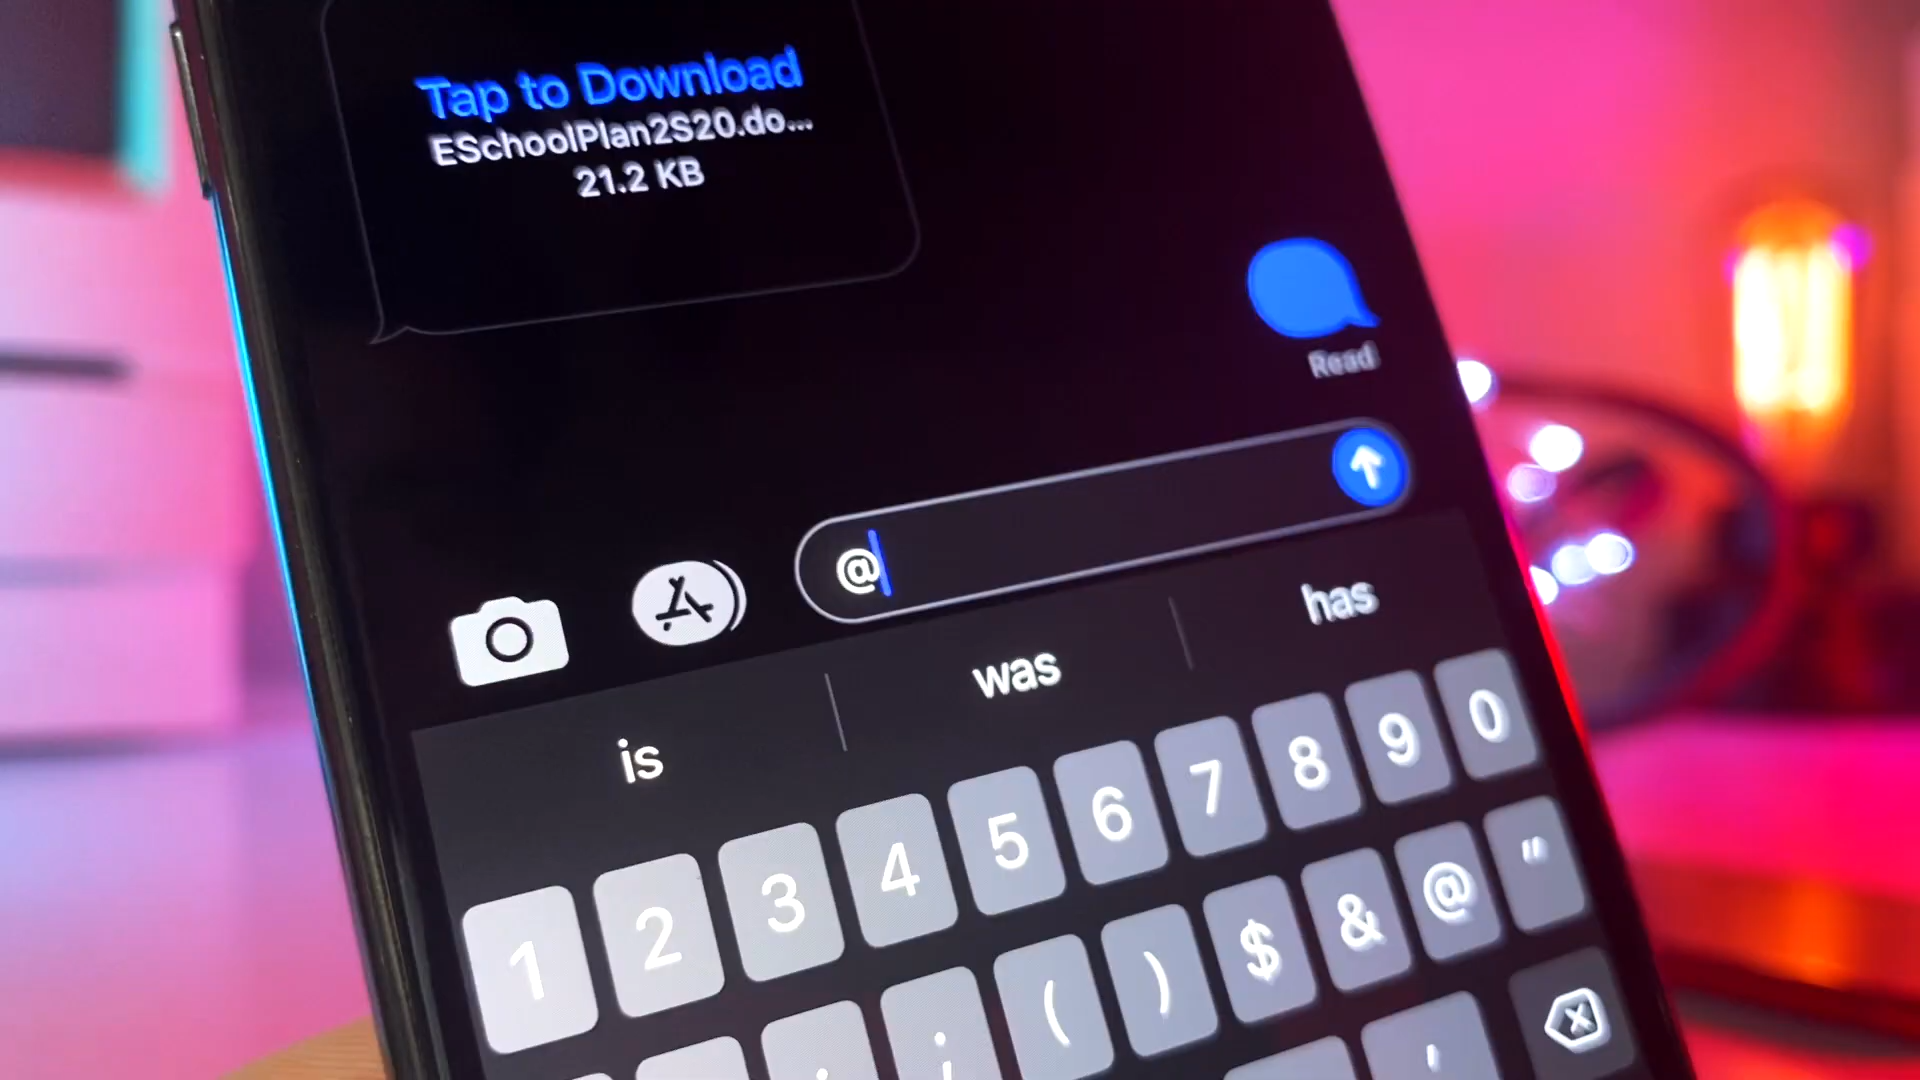 Tap to Download
ESchoolPlan2S20.do...
21.2 KB
Read
@
is
was
has
1 2 3 4 5 6 7 8 9 0
; ( ) $ & @ "
'